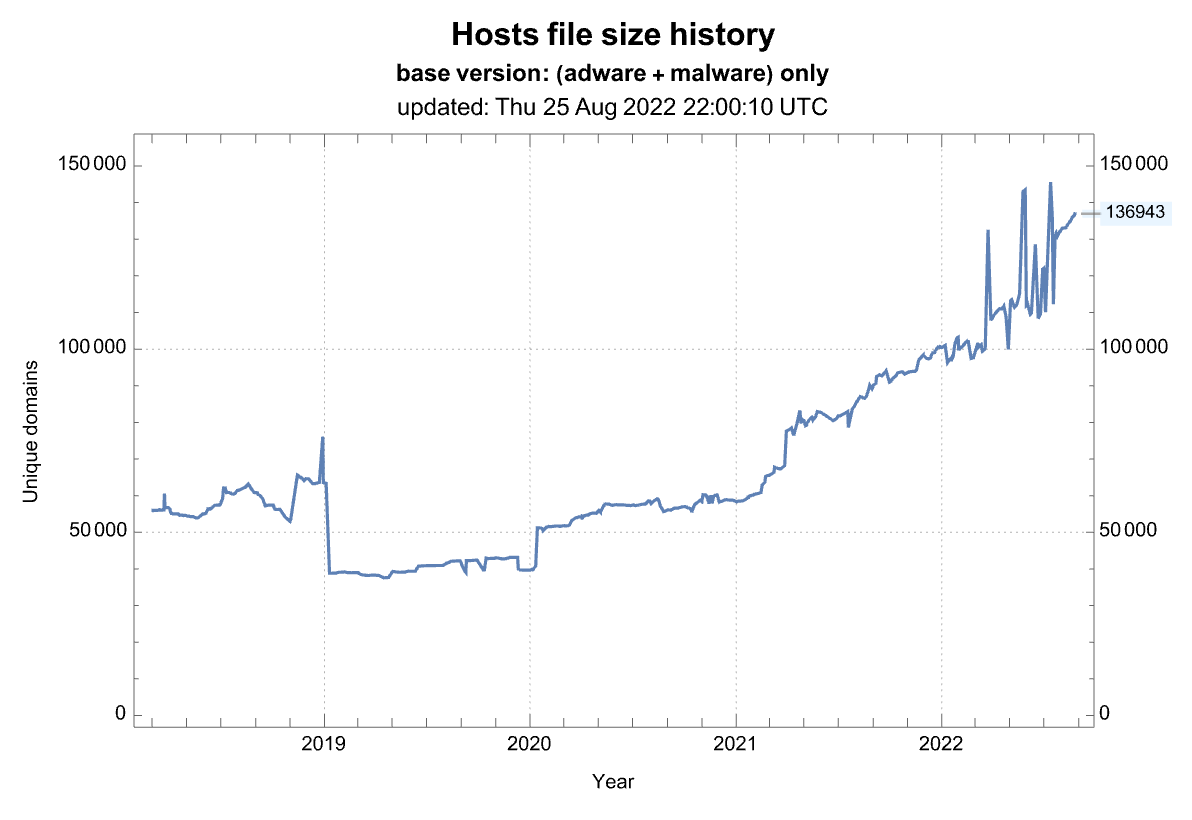 Hosts file size history
base version: (adware + malware) only
updated: Thu 25 Aug 2022 22:00:10 UTC
150 000
150 000
136943
100 000
100 000
Unique domains
50 000
50 000
0
0
2019
2020
2021
2022
Year